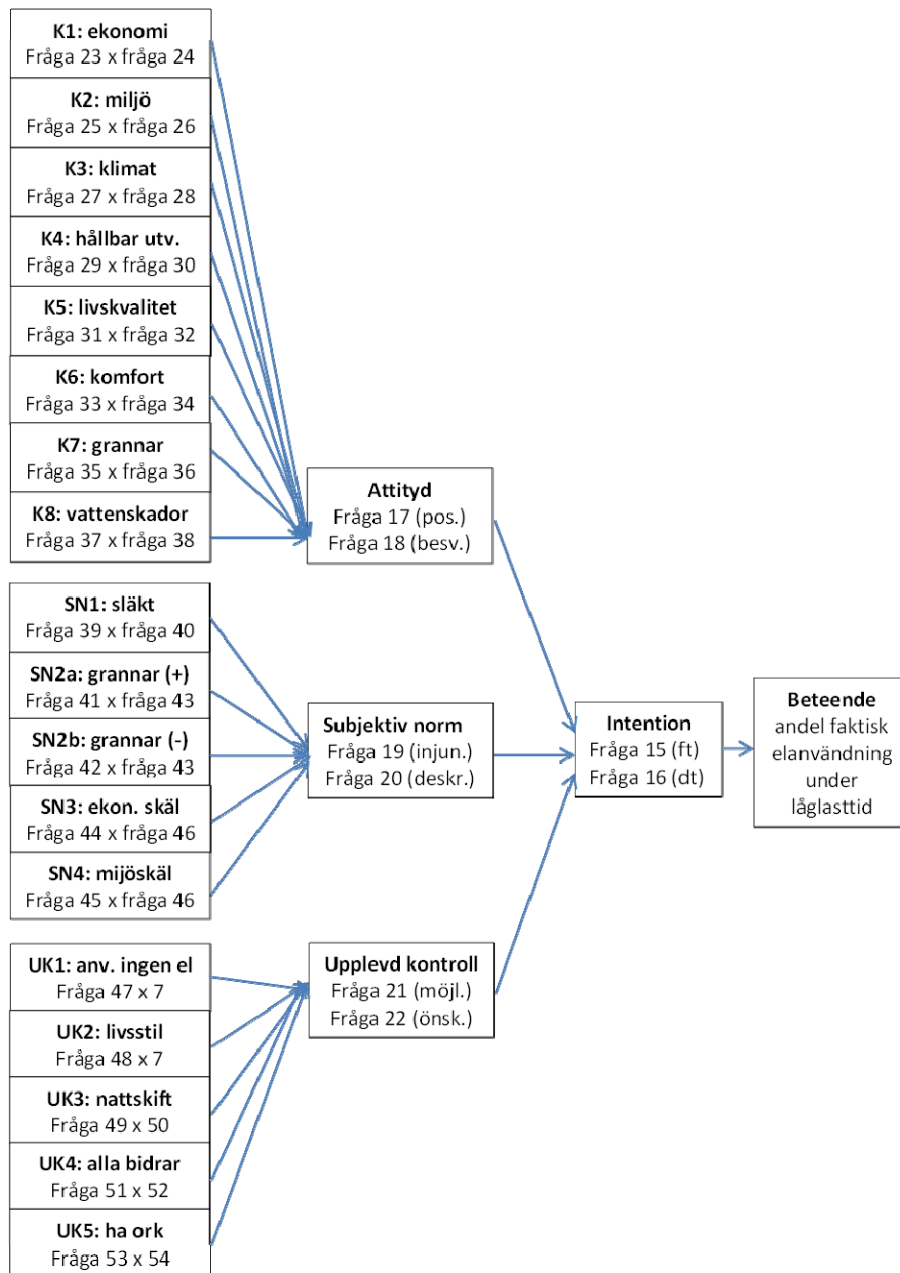 K1: ekonomi
Fråga 23 x fråga 24
K2: miljö
Fråga 25 x fråga 26
K3: klimat
Fråga 27 x fråga 28
K4: hållbar utv.
Fråga 29 x fråga 30
K5: livskvalitet
Fråga 31 x fråga 32
K6: komfort
Fråga 33 x fråga 34
K7: grannar
Fråga 35 x fråga 36
K8: vattenskador
Fråga 37 x fråga 38
SN1: släkt
Fråga 39 x fråga 40
SN2a: grannar (+)
Fråga 41 x fråga 43
SN2b: grannar (-)
Fråga 42 x fråga 43
SN3: ekon. skäl
Fråga 44 x fråga 46
SN4: mijöskäl
Fråga 45 x fråga 46
UK1: anv. ingen el
Fråga 47 x 7
UK2: livsstil
Fråga 48 x 7
UK3: nattskift
Fråga 49 x 50
UK4: alla bidrar
Fråga 51 x 52
UK5: ha ork
Fråga 53 x 54
Attityd
Fråga 17 (pos.)
Fråga 18 (besv.)
Subjektiv norm
Fråga 19 (injun.)
Fråga 20 (deskr.)
Upplevd kontroll
Fråga 21 (möjl.)
Fråga 22 (önsk.)
Intention
Fråga 15 (ft)
Fråga 16 (dt)
Beteende
andel faktisk
elanvändning
under
låglasttid